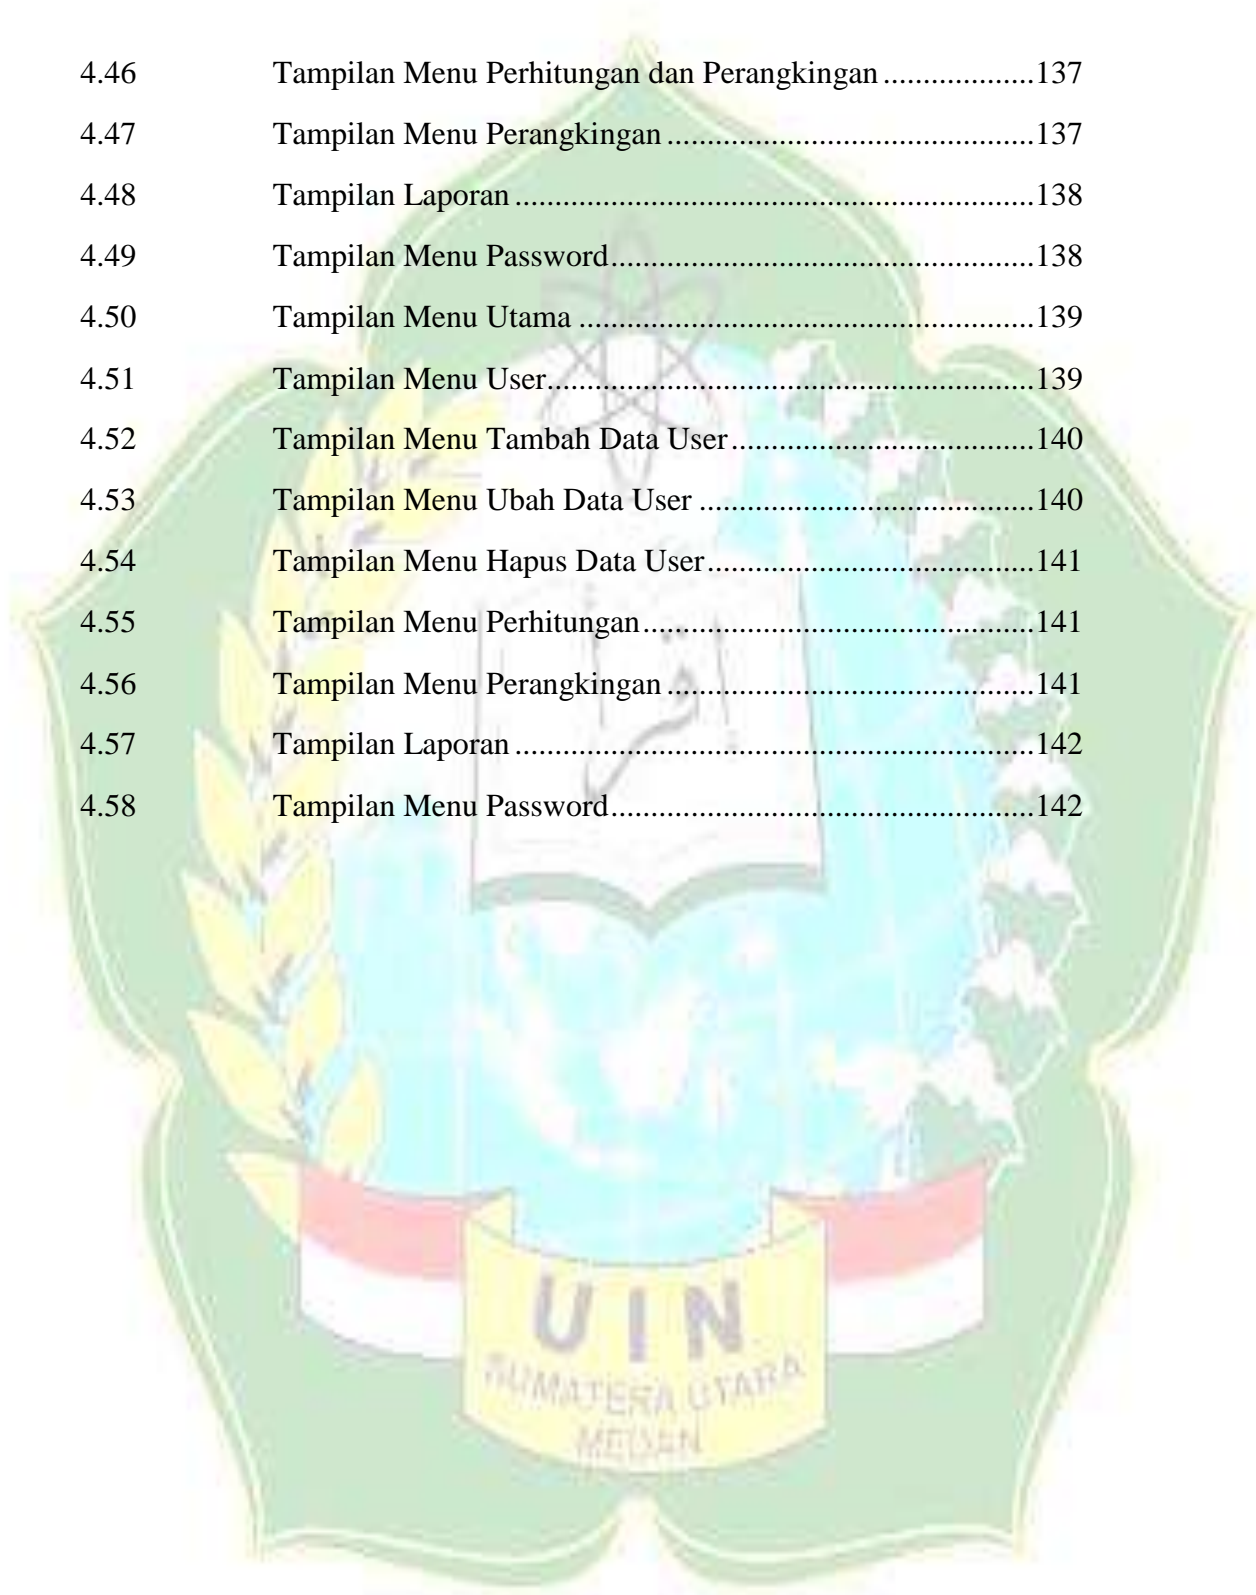 4.46 Tampilan Menu Perhitungan dan Perangkingan ..................137
4.47 Tampilan Menu Perangkingan ............................................137
4.48 Tampilan Laporan ..............................................................138
4.49 Tampilan Menu Password...................................................138
4.50 Tampilan Menu Utama ......................................................139
4.51 Tampilan Menu User..........................................................139
4.52 Tampilan Menu Tambah Data User....................................140
4.53 Tampilan Menu Ubah Data User ........................................140
4.54 Tampilan Menu Hapus Data User.......................................141
4.55 Tampilan Menu Perhitungan...............................................141
4.56 Tampilan Menu Perangkingan ............................................141
4.57 Tampilan Laporan ..............................................................142
4.58 Tampilan Menu Password...................................................142
إقرأ
UIN
SUMATERA UTARA
MEDAN